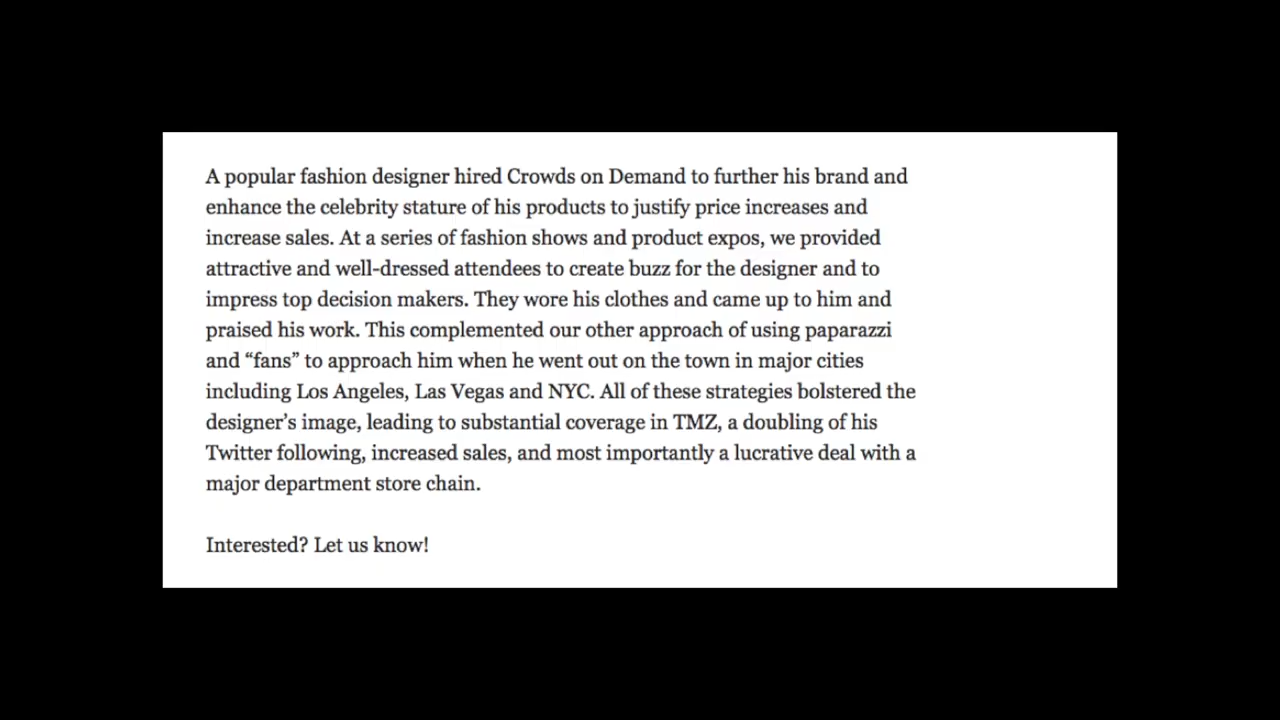 A popular fashion designer hired Crowds on Demand to further his brand and
enhance the celebrity stature of his products to justify price increases and
increase sales. At a series of fashion shows and product expos, we provided
attractive and well-dressed attendees to create buzz for the designer and to
impress top decision makers. They wore his clothes and came up to him and
praised his work. This complemented our other approach of using paparazzi
and “fans” to approach him when he went out on the town in major cities
including Los Angeles, Las Vegas and NYC. All of these strategies bolstered the
designer’s image, leading to substantial coverage in TMZ, a doubling of his
Twitter following, increased sales, and most importantly a lucrative deal with a
major department store chain.
Interested? Let us know!